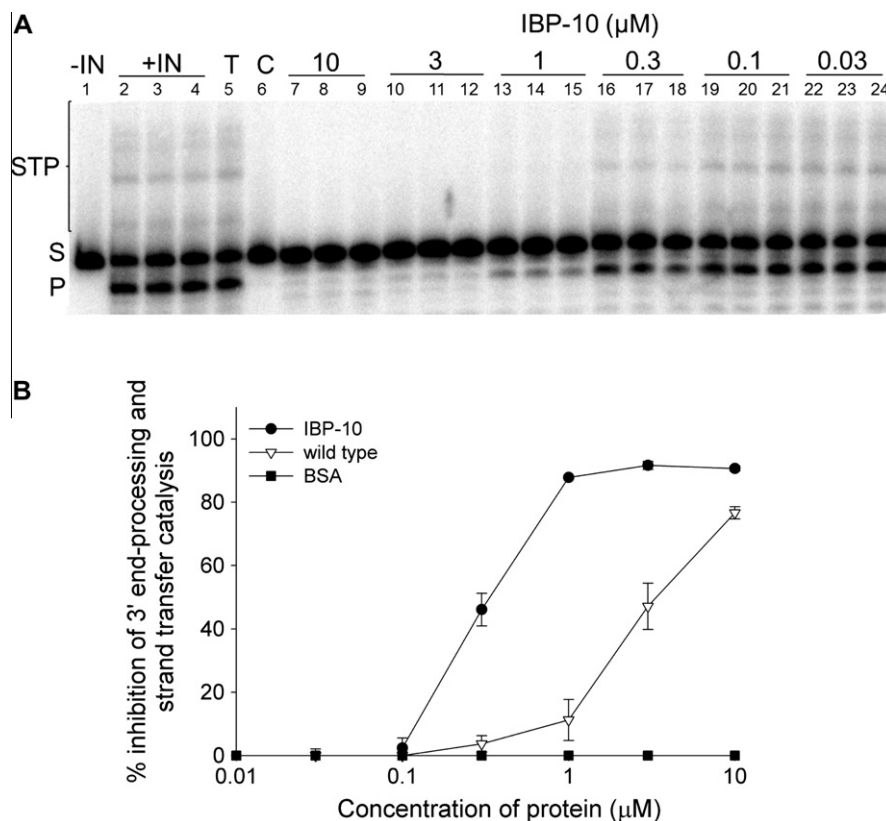 A
IBP-10 (µM)
-IN +IN T C 10 3 1 0.3 0.1 0.03
1 2 3 4 5 6 7 8 9 10 11 12 13 14 15 16 17 18 19 20 21 22 23 24
STP
S
P
B
% inhibition of 3' end-processing and
strand transfer catalysis
IBP-10
wild type
BSA
100
80
60
40
20
0
0.01 0.1 1 10
Concentration of protein (µM)